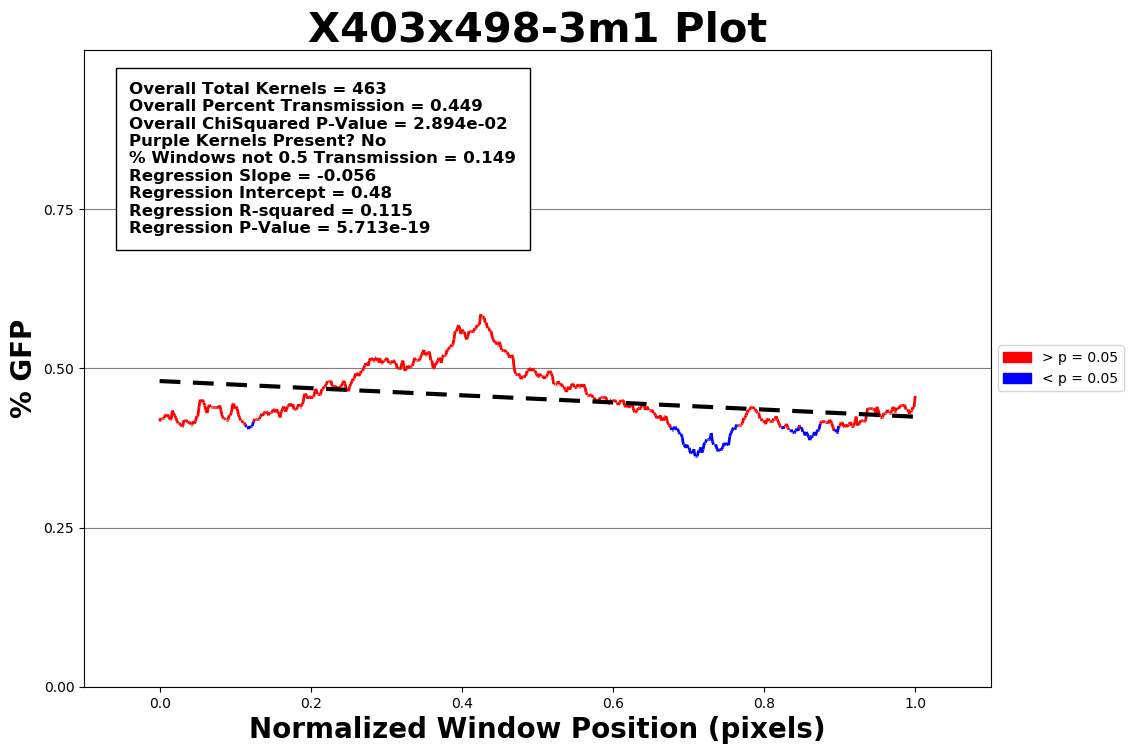 X403x498-3m1 Plot
Overall Total Kernels = 463
Overall Percent Transmission = 0.449
Overall ChiSquared P-Value = 2.894e-02
Purple Kernels Present? No
% Windows not 0.5 Transmission = 0.149
Regression Slope = -0.056
Regression Intercept = 0.48
Regression R-squared = 0.115
Regression P-Value = 5.713e-19
0.75
0.50
0.25
0.00
% GFP
> p = 0.05
< p = 0.05
0.0 0.2 0.4 0.6 0.8 1.0
Normalized Window Position (pixels)